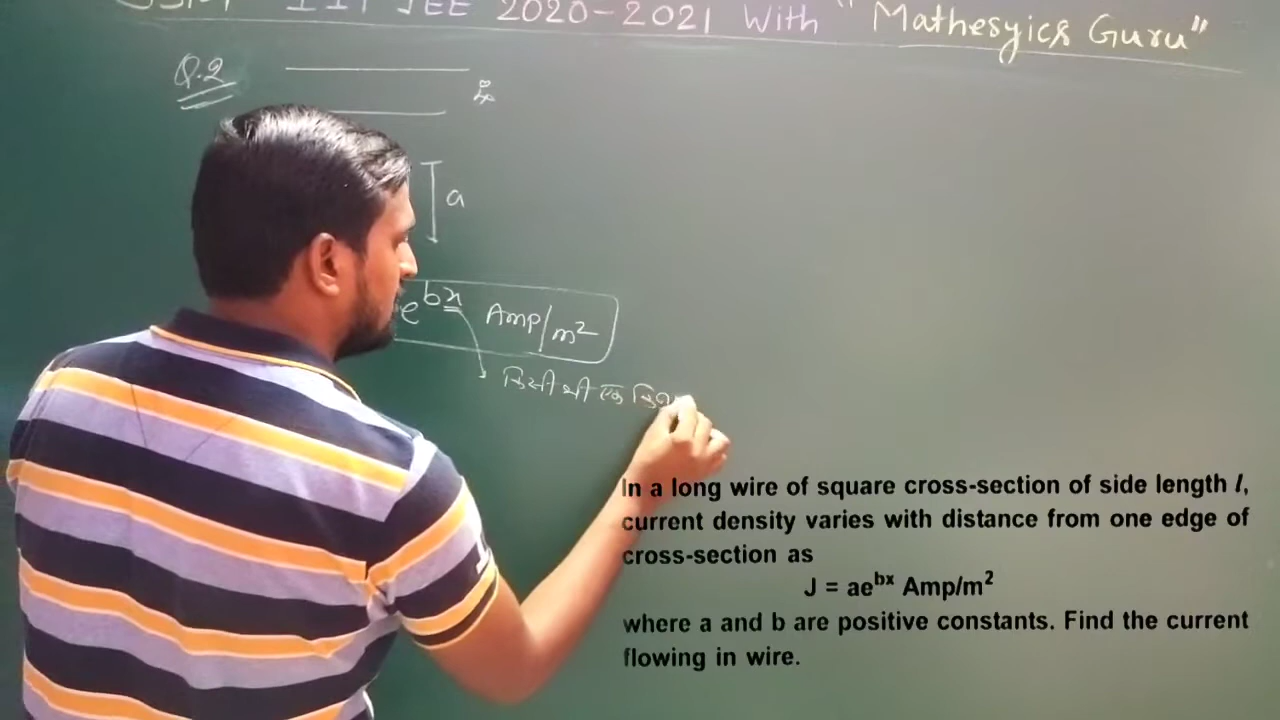 IIT JEE 2020-2021 With "Mathesyics Guru"
Q.2
a
e^bx Amp/m²
किसी भी एक
In a long wire of square cross-section of side length l,
current density varies with distance from one edge of
cross-section as
J = ae^bx Amp/m²
where a and b are positive constants. Find the current
flowing in wire.